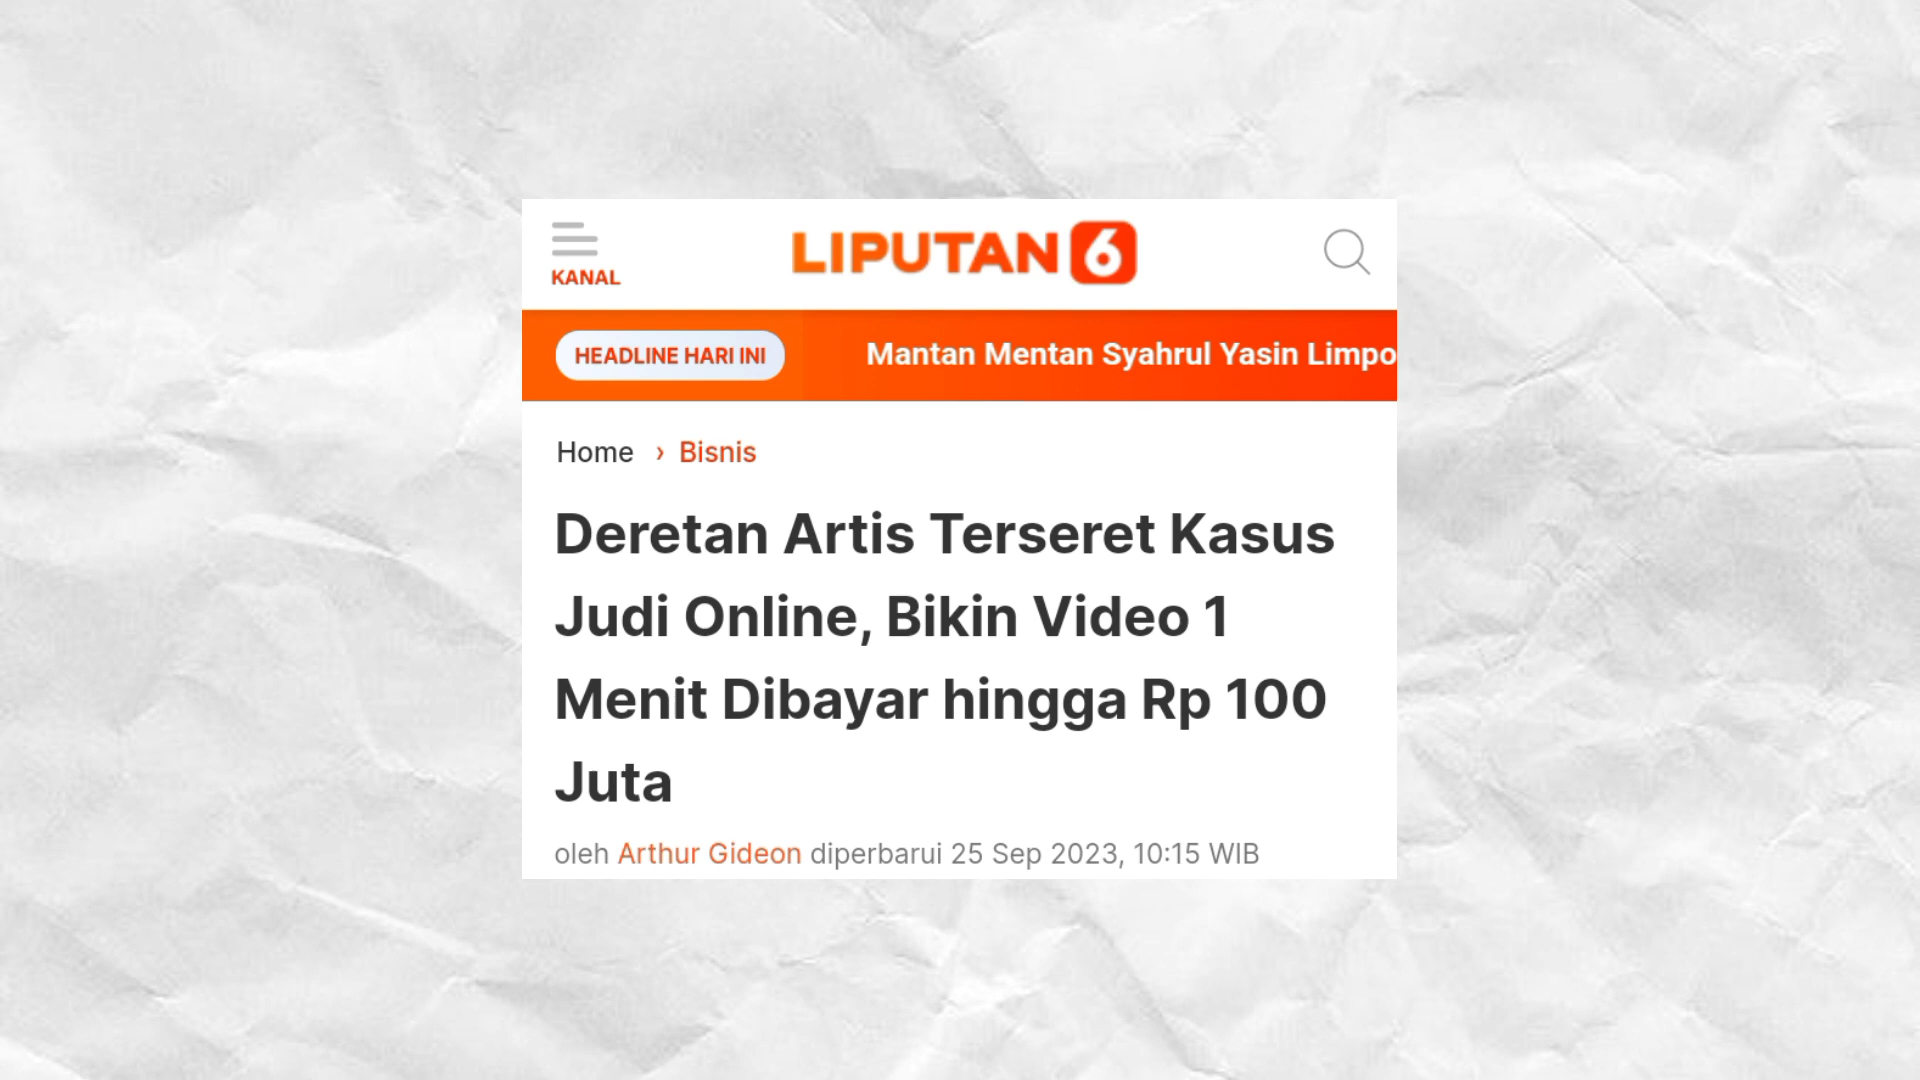 KANAL
LIPUTAN 6
HEADLINE HARI INI
Mantan Mentan Syahrul Yasin Limpo
Home › Bisnis
Deretan Artis Terseret Kasus
Judi Online, Bikin Video 1
Menit Dibayar hingga Rp 100
Juta
oleh Arthur Gideon diperbarui 25 Sep 2023, 10:15 WIB